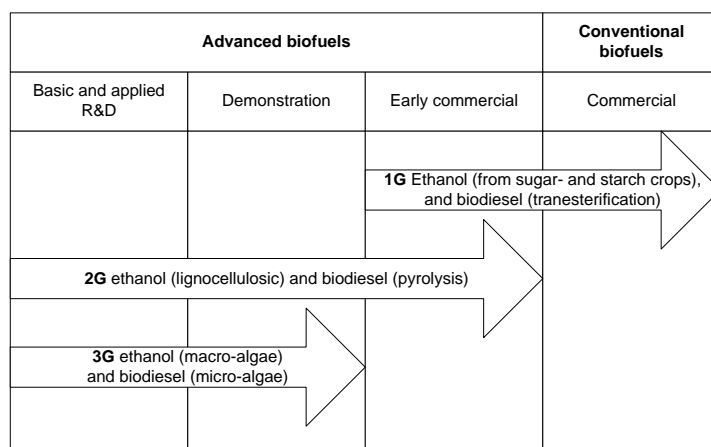 Advanced biofuels
Conventional
biofuels
Basic and applied
R&D
Demonstration
Early commercial
Commercial
1G Ethanol (from sugar- and starch crops),
and biodiesel (tranesterification)
2G ethanol (lignocellulosic) and biodiesel (pyrolysis)
3G ethanol (macro-algae)
and biodiesel (micro-algae)